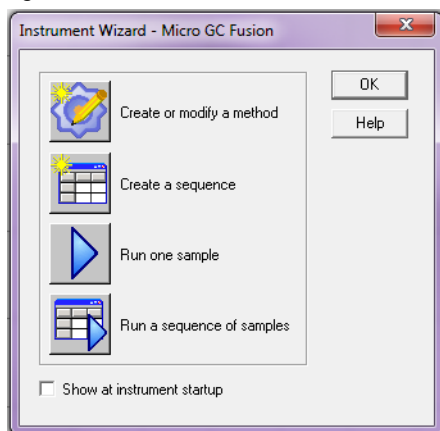 Instrument Wizard - Micro GC Fusion
Create or modify a method
OK
Help
Create a sequence
Run one sample
Run a sequence of samples
Show at instrument startup